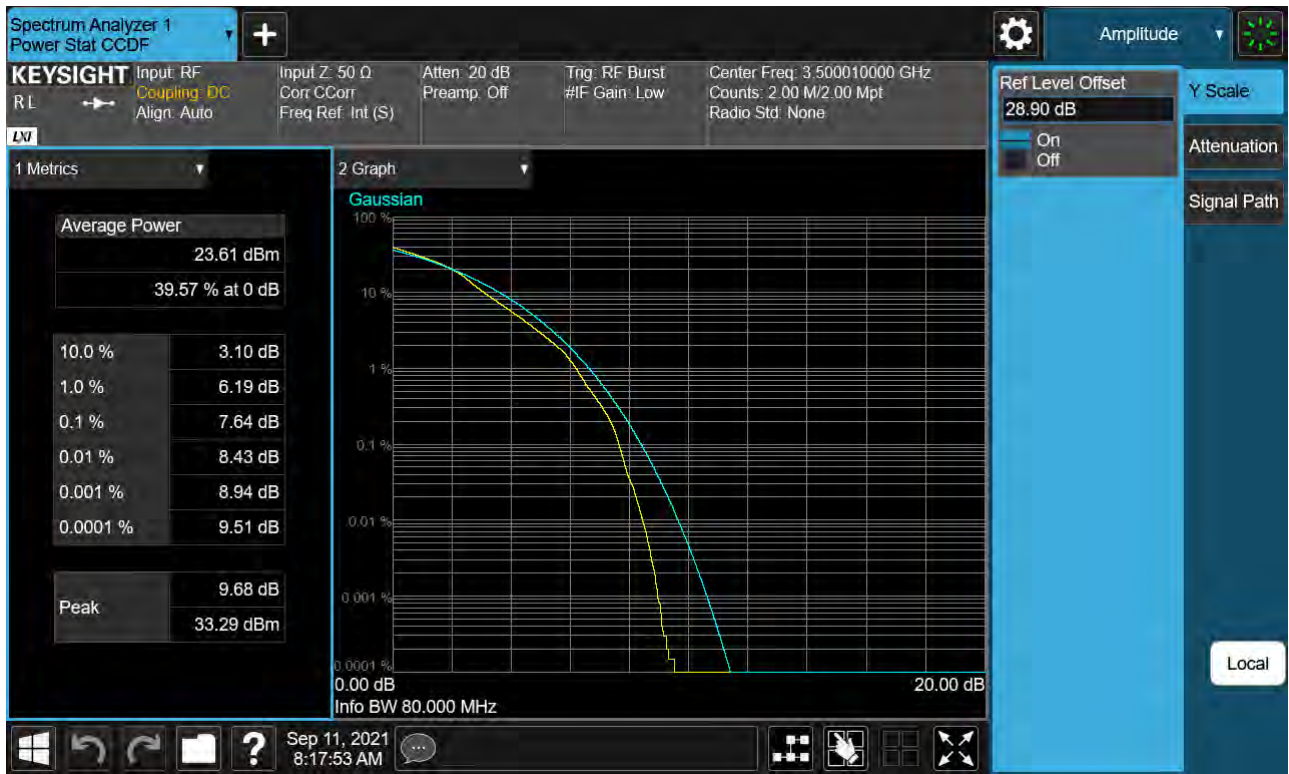 Spectrum Analyzer 1
Power Stat CCDF
+
Amplitude
KEYSIGHT
RL
LXI
Input: RF
Coupling: DC
Align: Auto
Input Z: 50 Ω
Corr CCorr
Freq Ref: Int (S)
Atten: 20 dB
Preamp: Off
Trig: RF Burst
#IF Gain: Low
Center Freq: 3.500010000 GHz
Counts: 2.00 M/2.00 Mpt
Radio Std: None
Ref Level Offset
28.90 dB
On
Off
Y Scale
Attenuation
Signal Path
Local
1 Metrics
Average Power
23.61 dBm
39.57 % at 0 dB
10.0 % 3.10 dB
1.0 % 6.19 dB
0.1 % 7.64 dB
0.01 % 8.43 dB
0.001 % 8.94 dB
0.0001 % 9.51 dB
Peak
9.68 dB
33.29 dBm
2 Graph
Gaussian
100 %
10 %
1 %
0.1 %
0.01 %
0.001 %
0.0001 %
0.00 dB 20.00 dB
Info BW 80.000 MHz
?
Sep 11, 2021
8:17:53 AM